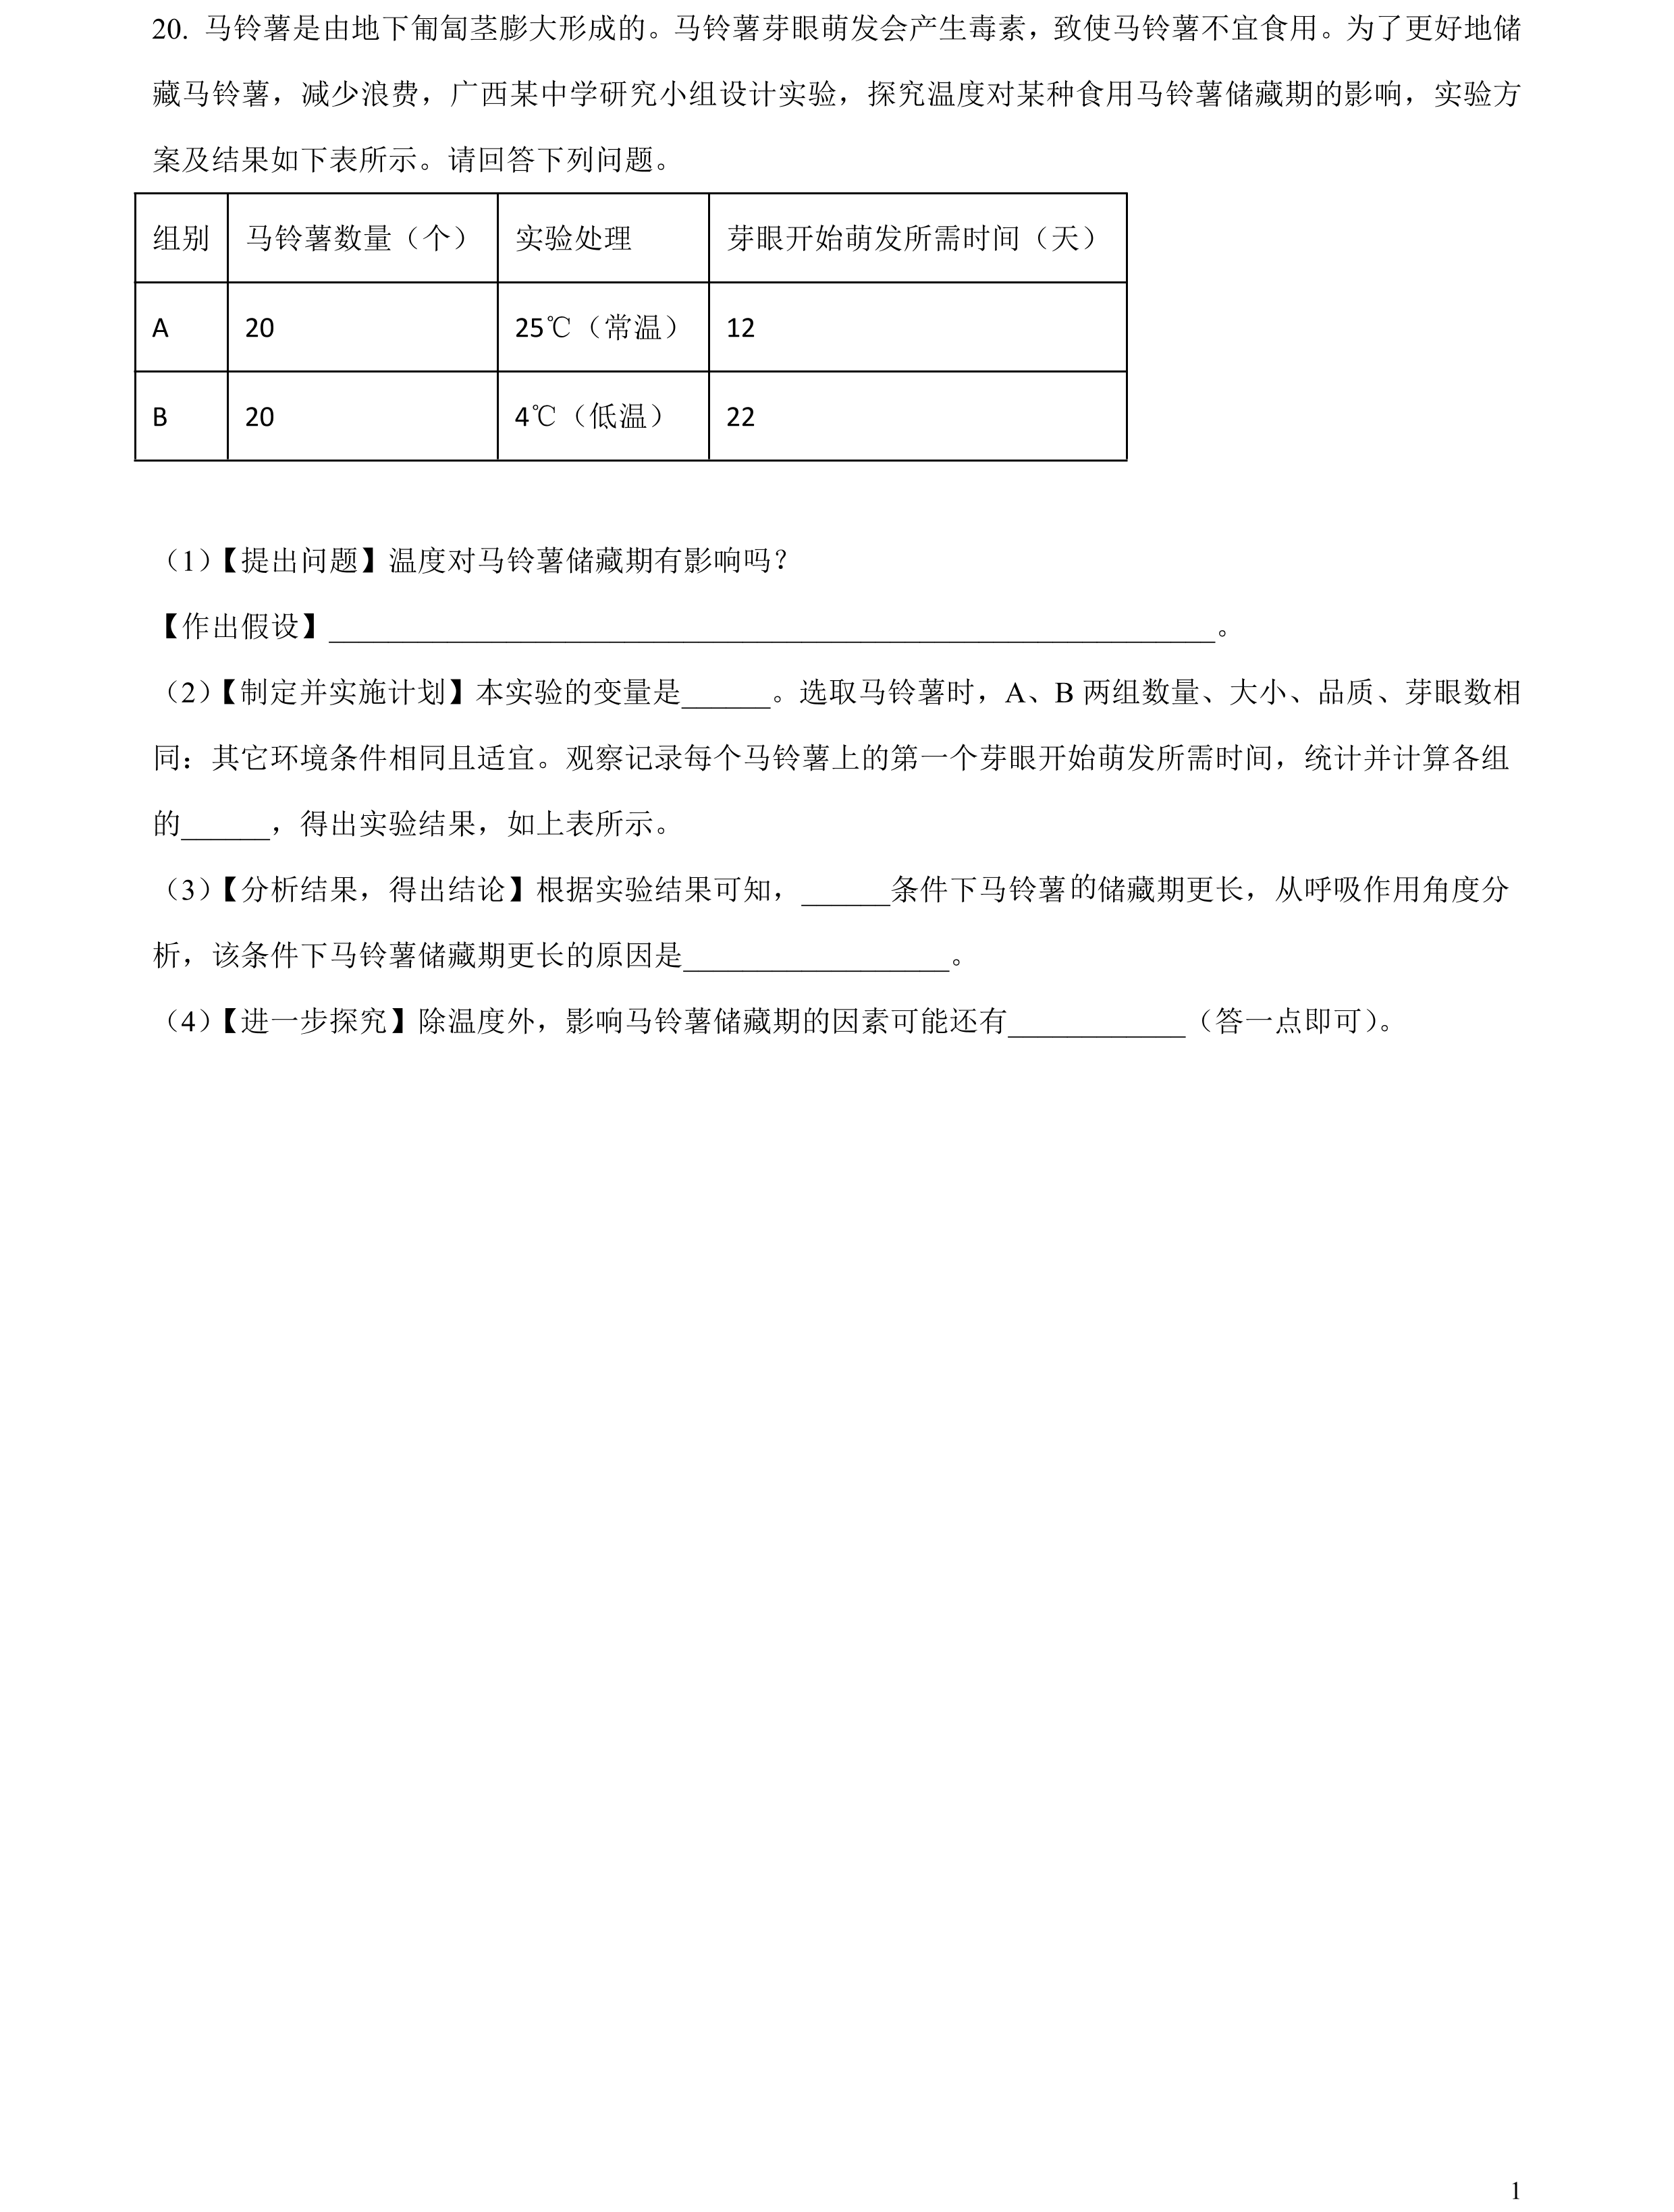 20. 马铃薯是由地下匍匐茎膨大形成的。马铃薯芽眼萌发会产生毒素，致使马铃薯不宜食用。为了更好地储
藏马铃薯，减少浪费，广西某中学研究小组设计实验，探究温度对某种食用马铃薯储藏期的影响，实验方
案及结果如下表所示。请回答下列问题。
组别 马铃薯数量（个） 实验处理 芽眼开始萌发所需时间（天）
A 20 25℃（常温） 12
B 20 4℃（低温） 22
（1）【提出问题】温度对马铃薯储藏期有影响吗？
【作出假设】____________________________________________________________。
（2）【制定并实施计划】本实验的变量是______。选取马铃薯时，A、B 两组数量、大小、品质、芽眼数相
同：其它环境条件相同且适宜。观察记录每个马铃薯上的第一个芽眼开始萌发所需时间，统计并计算各组
的______，得出实验结果，如上表所示。
（3）【分析结果，得出结论】根据实验结果可知，______条件下马铃薯的储藏期更长，从呼吸作用角度分
析，该条件下马铃薯储藏期更长的原因是__________________。
（4）【进一步探究】除温度外，影响马铃薯储藏期的因素可能还有____________（答一点即可）。
1